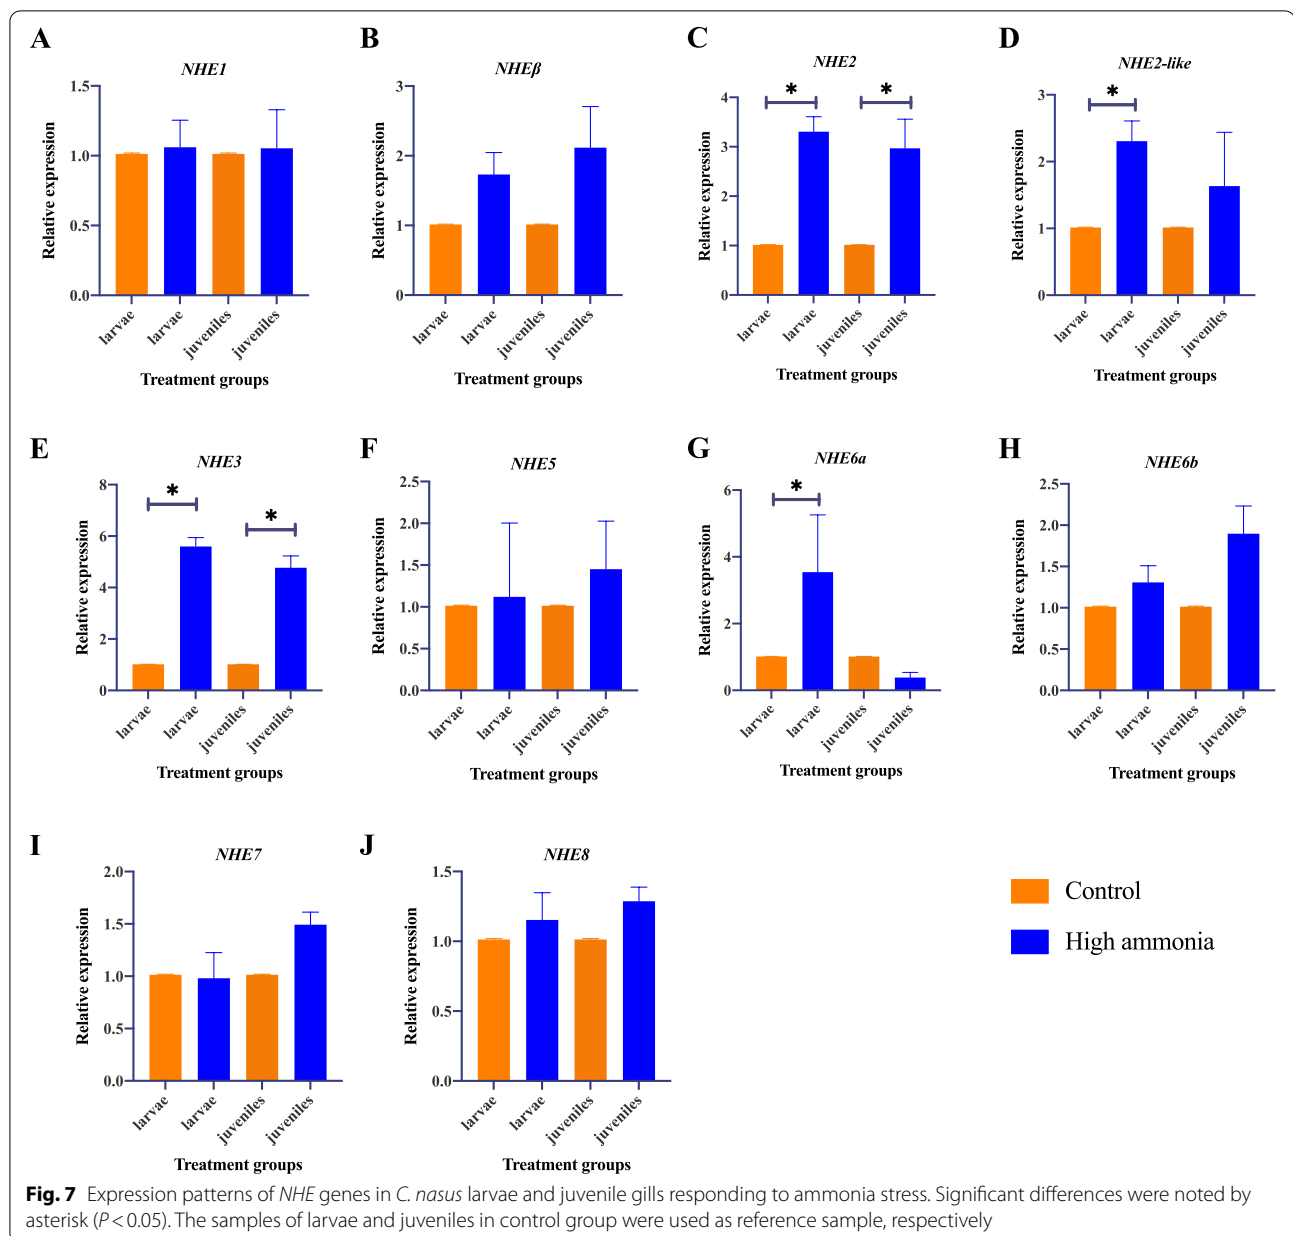 A
NHE1
Relative expression
1.5
1.0
0.5
0.0
larvae
larvae
juveniles
juveniles
Treatment groups
B
NHEβ
Relative expression
3
2
1
0
larvae
larvae
juveniles
juveniles
Treatment groups
C
NHE2
Relative expression
4
3
2
1
0
*
*
larvae
larvae
juveniles
juveniles
Treatment groups
D
NHE2-like
Relative expression
3
2
1
0
*
larvae
larvae
juveniles
juveniles
Treatment groups
E
NHE3
Relative expression
8
6
4
2
0
*
*
larvae
larvae
juveniles
juveniles
Treatment groups
F
NHE5
Relative expression
2.5
2.0
1.5
1.0
0.5
0.0
larvae
larvae
juveniles
juveniles
Treatment groups
G
NHE6a
Relative expression
6
4
2
0
*
larvae
larvae
juveniles
juveniles
Treatment groups
H
NHE6b
Relative expression
2.5
2.0
1.5
1.0
0.5
0.0
larvae
larvae
juveniles
juveniles
Treatment groups
I
NHE7
Relative expression
2.0
1.5
1.0
0.5
0.0
larvae
larvae
juveniles
juveniles
Treatment groups
J
NHE8
Relative expression
1.5
1.0
0.5
0.0
larvae
larvae
juveniles
juveniles
Treatment groups
Control
High ammonia
Fig. 7 Expression patterns of NHE genes in C. nasus larvae and juvenile gills responding to ammonia stress. Significant differences were noted by
asterisk (P < 0.05). The samples of larvae and juveniles in control group were used as reference sample, respectively